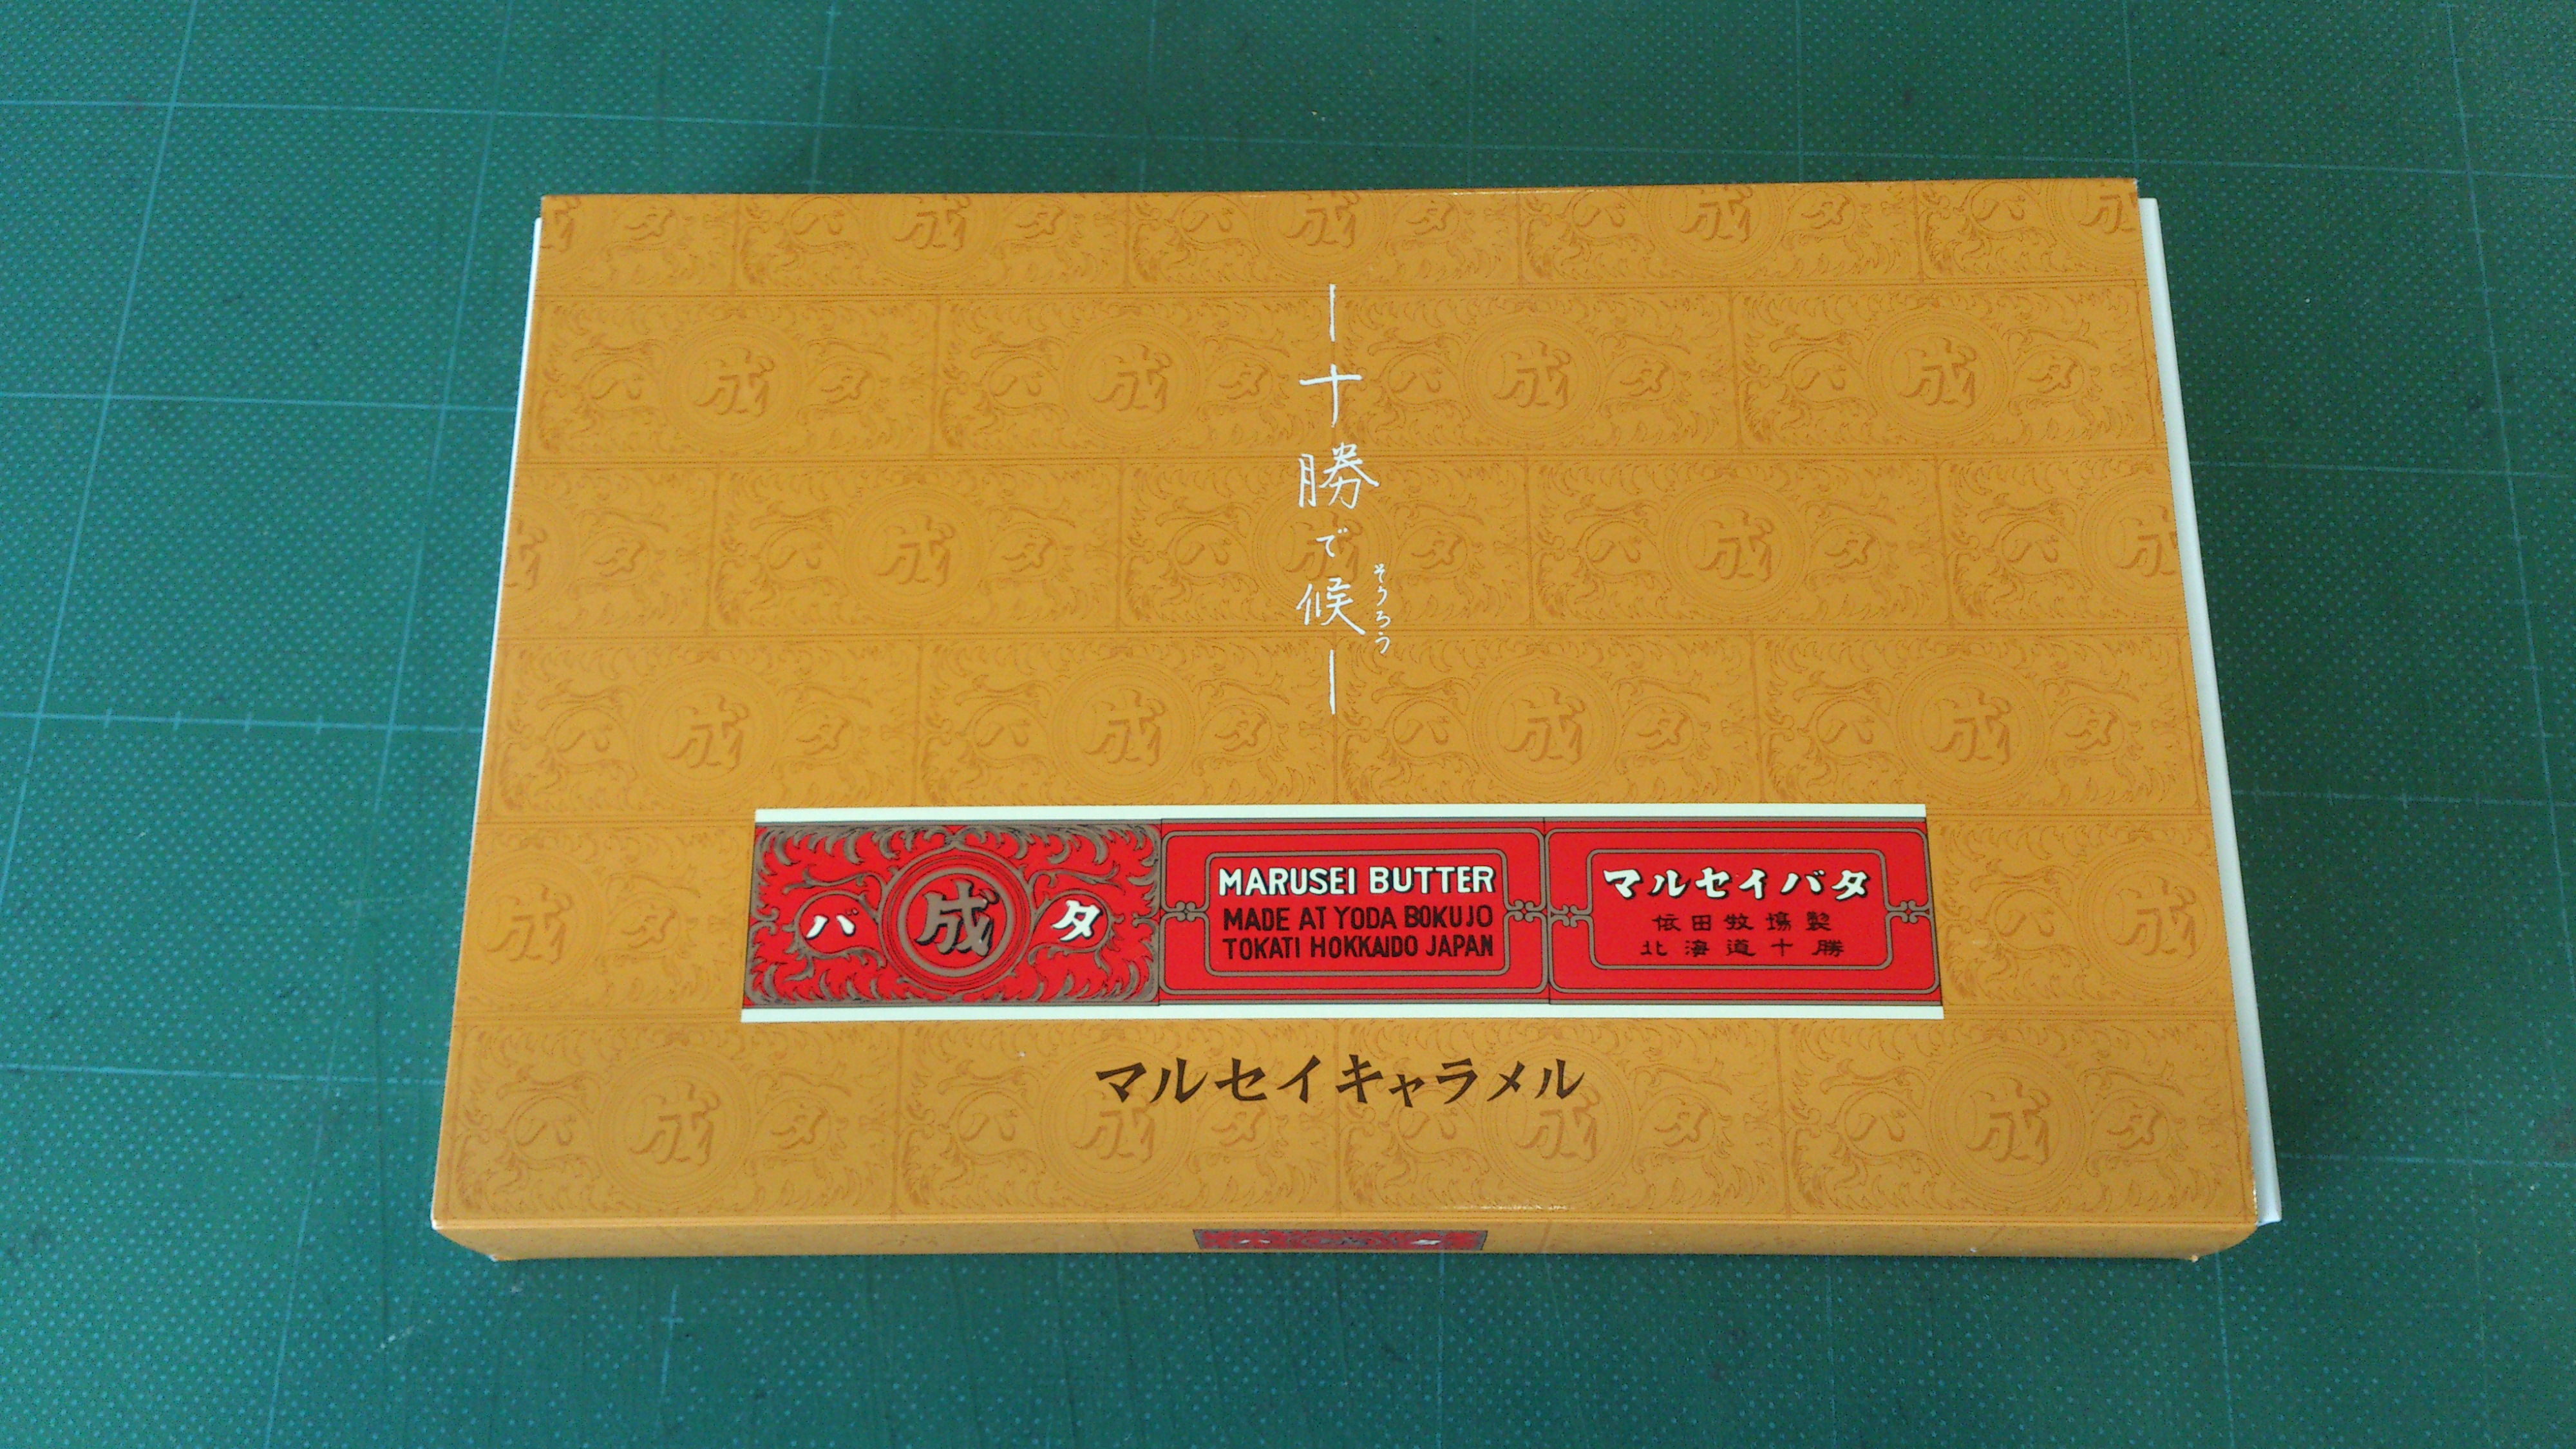 十勝で候
そうろう
バ成タ
MARUSEI BUTTER
MADE AT YODA BOKUJO
TOKATI HOKKAIDO JAPAN
マルセイバタ
依田牧場製
北海道十勝
マルセイキャラメル